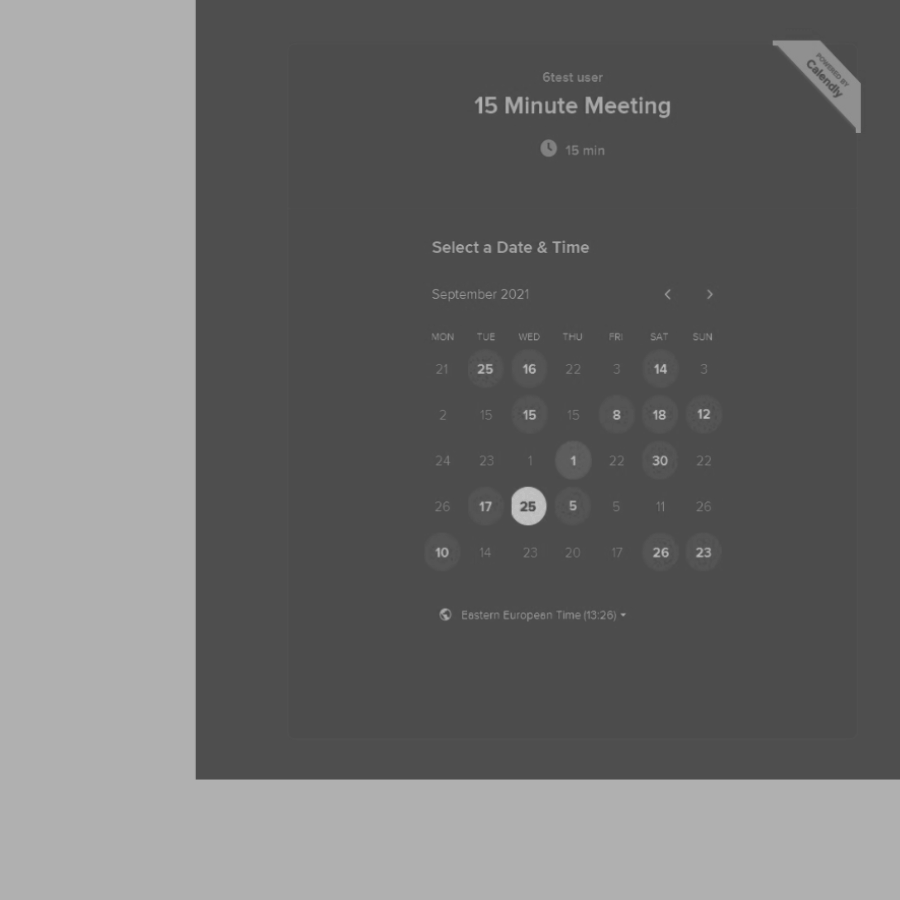 POWERED BY
Calendly
6test user
15 Minute Meeting
15 min
Select a Date & Time
September 2021
MON TUE WED THU FRI SAT SUN
21 25 16 22 3 14 3
2 15 15 15 8 18 12
24 23 1 1 22 30 22
26 17 25 5 5 11 26
10 14 23 20 17 26 23
Eastern European Time (13:26)